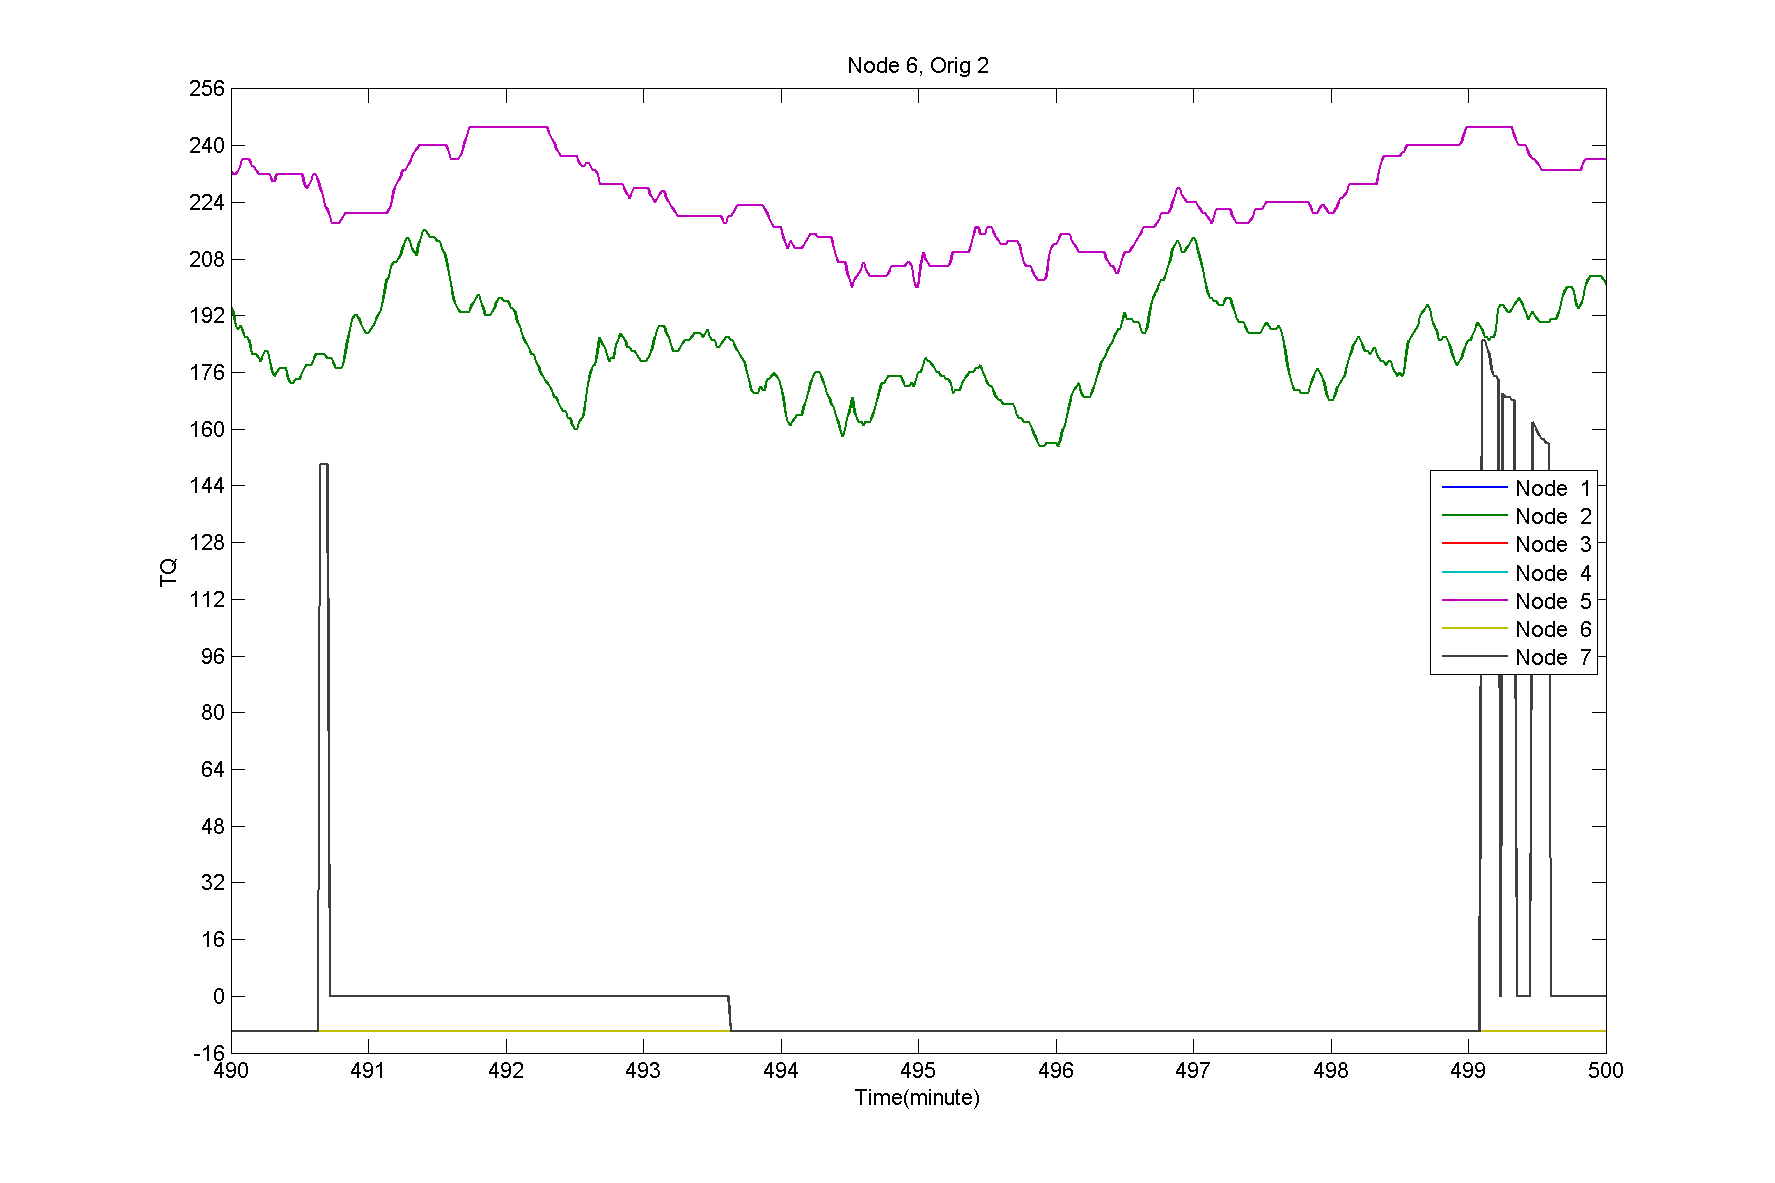 Node 6, Orig 2
256
240
224
208
192
176
160
144
128
112
96
80
64
48
32
16
0
-16
TQ
Node 1
Node 2
Node 3
Node 4
Node 5
Node 6
Node 7
490 491 492 493 494 495 496 497 498 499 500
Time(minute)